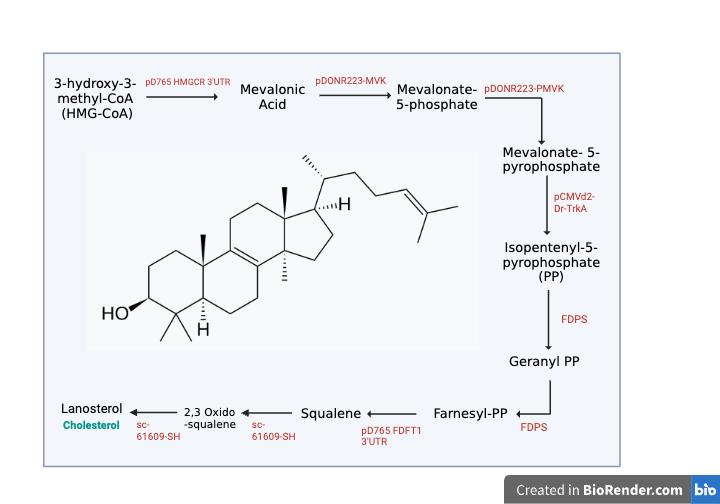 3-hydroxy-3-
methyl-CoA
(HMG-CoA)
pD765 HMGCR 3'UTR
Mevalonic
Acid
pDONR223-MVK
Mevalonate-
5-phosphate
pDONR223-PMVK
Mevalonate- 5-
pyrophosphate
pCMVd2-
Dr-TrkA
Isopentenyl-5-
pyrophosphate
(PP)
FDPS
Geranyl PP
FDPS
Farnesyl-PP
pD765 FDFT1
3'UTR
Squalene
sc-
61609-SH
2,3 Oxido
-squalene
sc-
61609-SH
Lanosterol
Cholesterol
HO
H
H
Created in BioRender.com bio